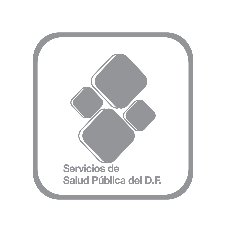 Servicios de
Salud Pública del D.F.